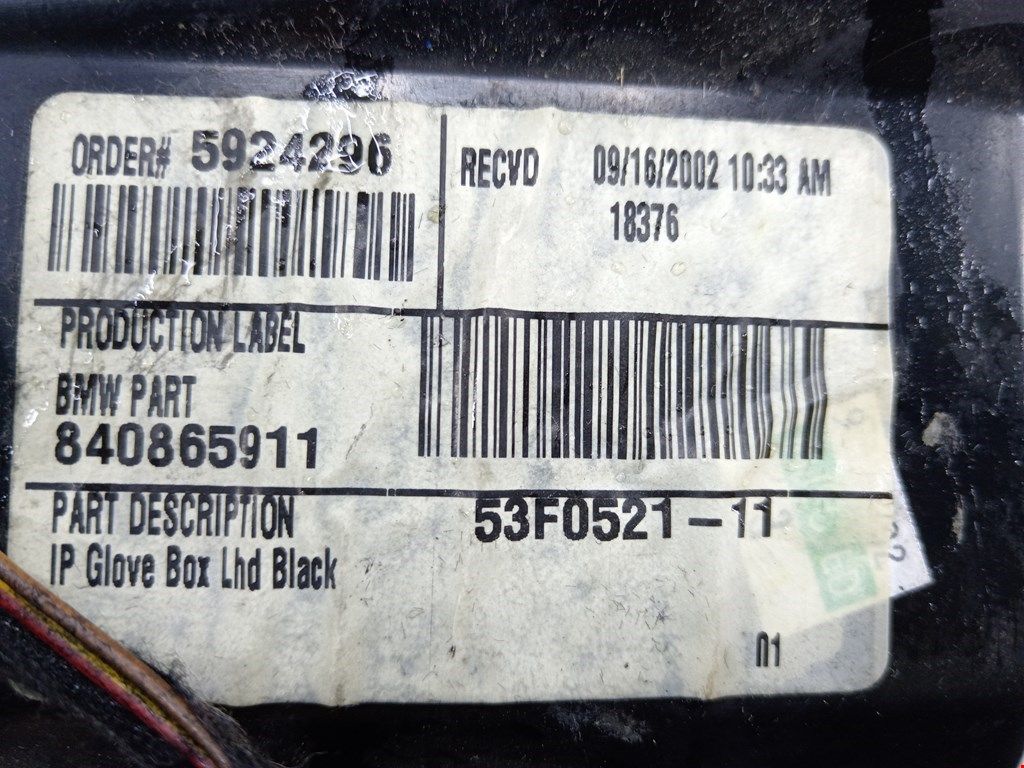 ORDER# 5924296
RECVD 09/16/2002 10:33 AM
18376
PRODUCTION LABEL
BMW PART
840865911
PART DESCRIPTION
53F0521-11
IP Glove Box Lhd Black
01